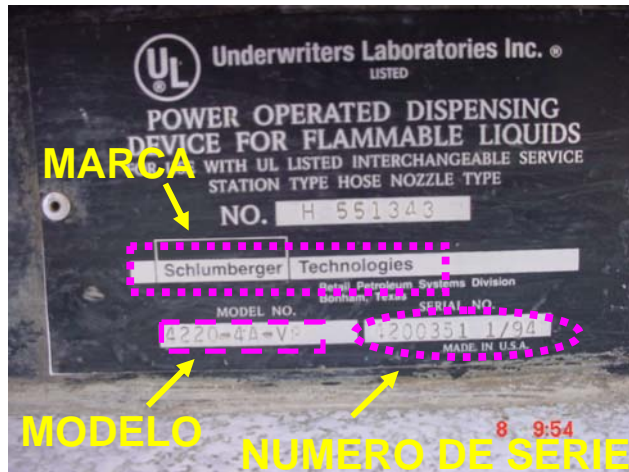 UL
®
Underwriters Laboratories Inc. ®
LISTED
POWER OPERATED DISPENSING
DEVICE FOR FLAMMABLE LIQUIDS
MARCA
WITH UL LISTED INTERCHANGEABLE SERVICE
STATION TYPE HOSE NOZZLE TYPE
NO. H 551343
Schlumberger Technologies
Retail Petroleum Systems Division
Bonham, Texas
MODEL NO. SERIAL NO.
4220-4A- 200351 1/94
MADE IN U.S.A.
MODELO
8 9:54
NUMERO DE SERIE